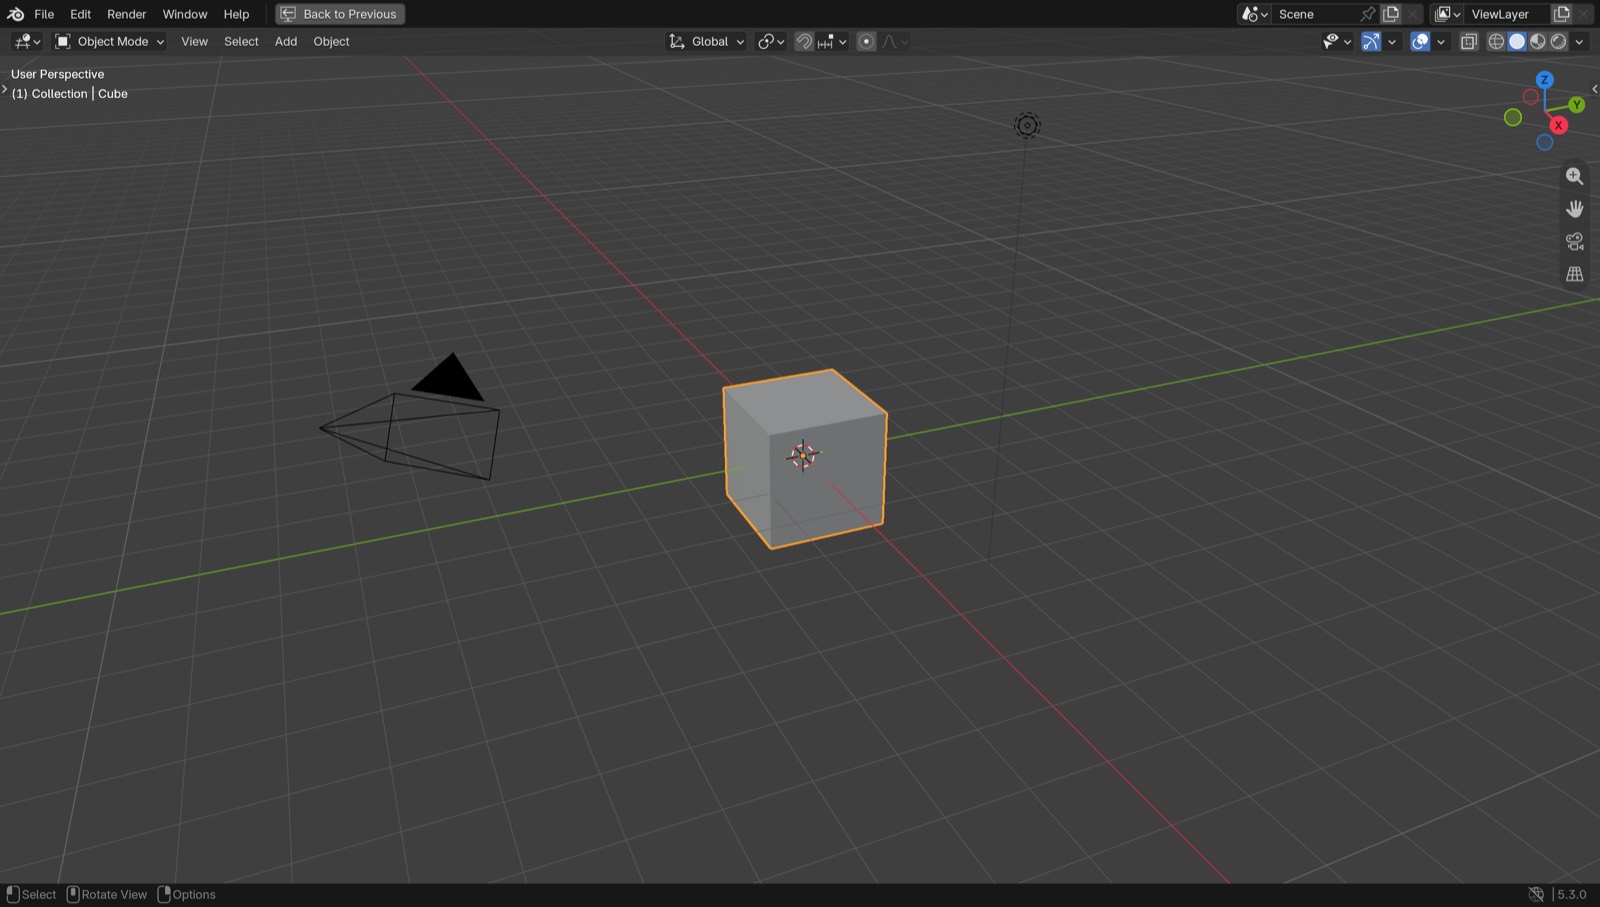 File Edit Render Window Help Back to Previous Scene ViewLayer
Object Mode View Select Add Object Global
User Perspective
(1) Collection | Cube
Z
Y
X
Select Rotate View Options 5.3.0